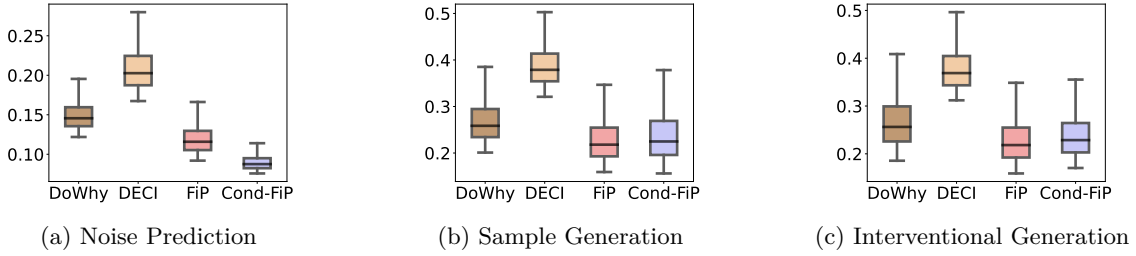 0.25
0.20
0.15
0.10
DoWhy DECI FiP Cond-FiP
(a) Noise Prediction
0.5
0.4
0.3
0.2
DoWhy DECI FiP Cond-FiP
(b) Sample Generation
0.5
0.4
0.3
0.2
DoWhy DECI FiP Cond-FiP
(c) Interventional Generation